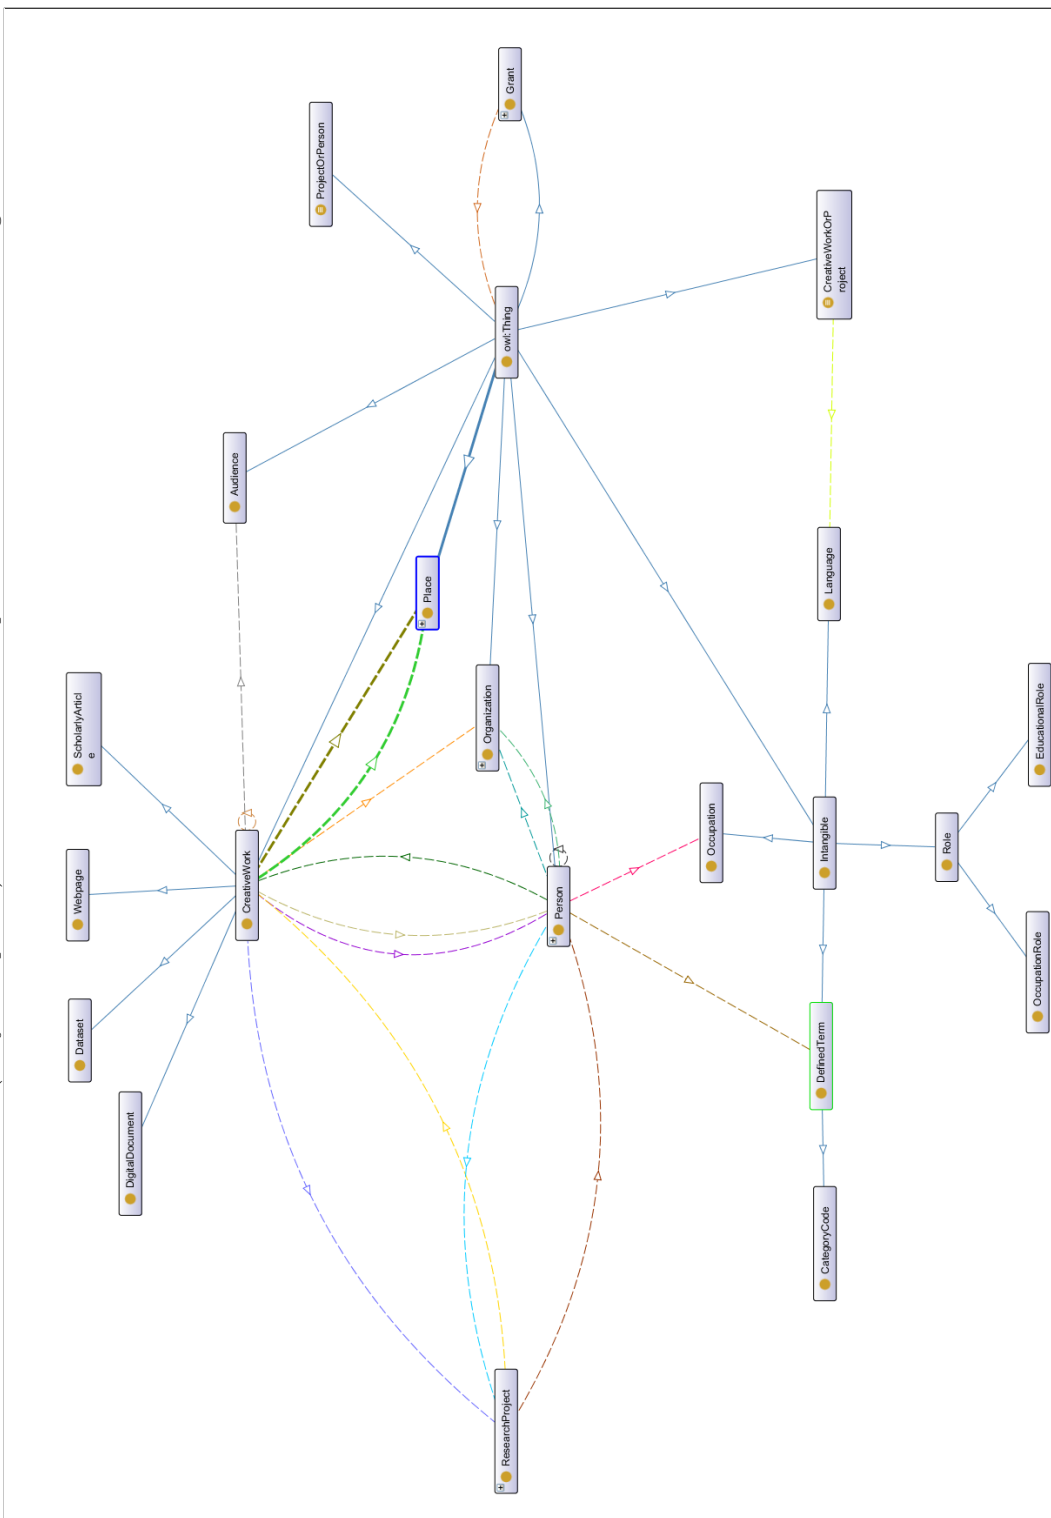 Grant
ProjectOrPerson
CreativeWorkOrP
roject
owl:Thing
Audience
Place
Language
ScholarlyArticl
e
Organization
EducationalRole
Occupation
Intangible
Role
Webpage
CreativeWork
Person
OccupationRole
Dataset
DefinedTerm
DigitalDocument
CategoryCode
ResearchProject